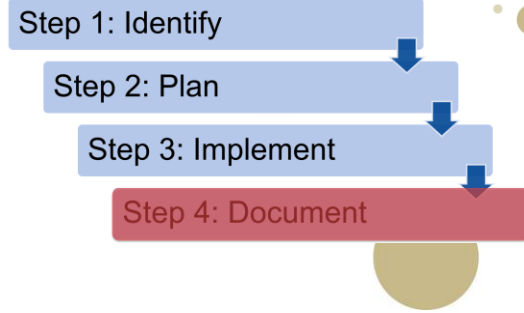 Step 1: Identify
Step 2: Plan
Step 3: Implement
Step 4: Document